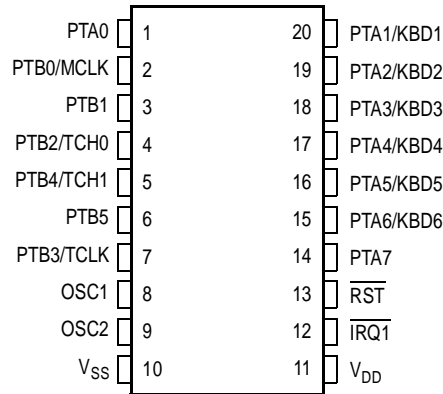 PTA0 1 20 PTA1/KBD1
PTB0/MCLK 2 19 PTA2/KBD2
PTB1 3 18 PTA3/KBD3
PTB2/TCH0 4 17 PTA4/KBD4
PTB4/TCH1 5 16 PTA5/KBD5
PTB5 6 15 PTA6/KBD6
PTB3/TCLK 7 14 PTA7
OSC1 8 13 RST
OSC2 9 12 IRQ1
VSS 10 11 VDD